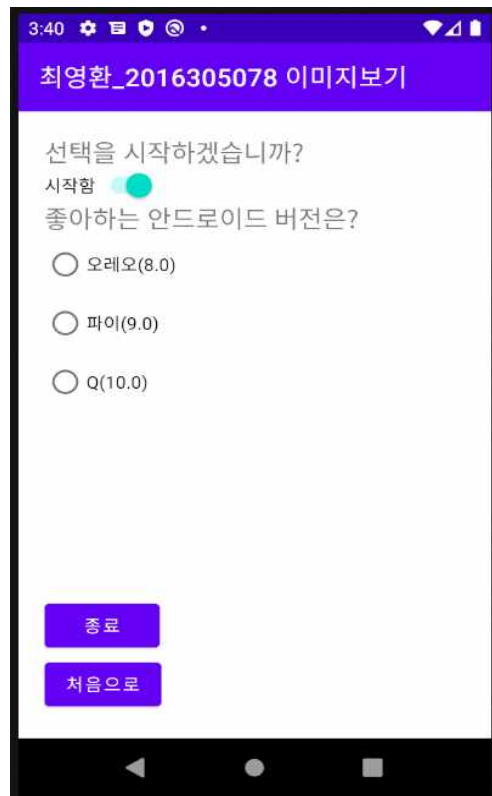 3:40
최영환_2016305078 이미지보기
선택을 시작하겠습니까?
시작함
좋아하는 안드로이드 버전은?
오레오(8.0)
파이(9.0)
Q(10.0)
종료
처음으로